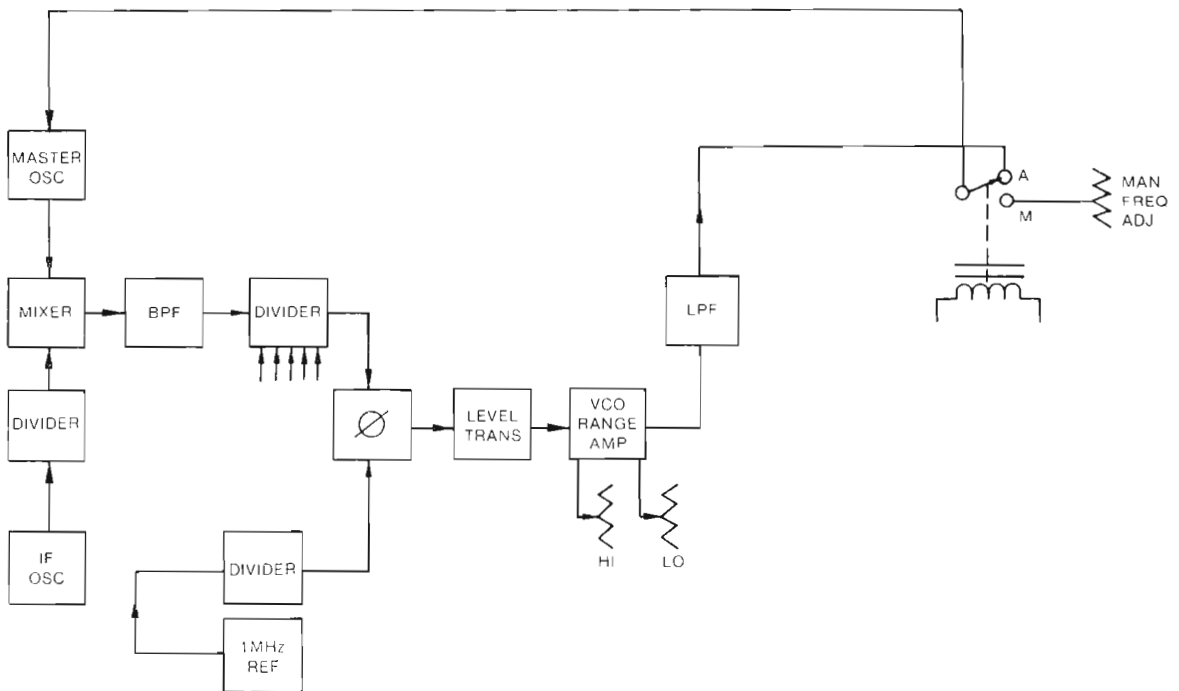 MASTER
OSC
A
MAN
FREQ
ADJ
M
MIXER
BPF
DIVIDER
LPF
DIVIDER
Ø
LEVEL
TRANS
VCO
RANGE
AMP
IF
OSC
DIVIDER
HI
LO
1MHz
REF